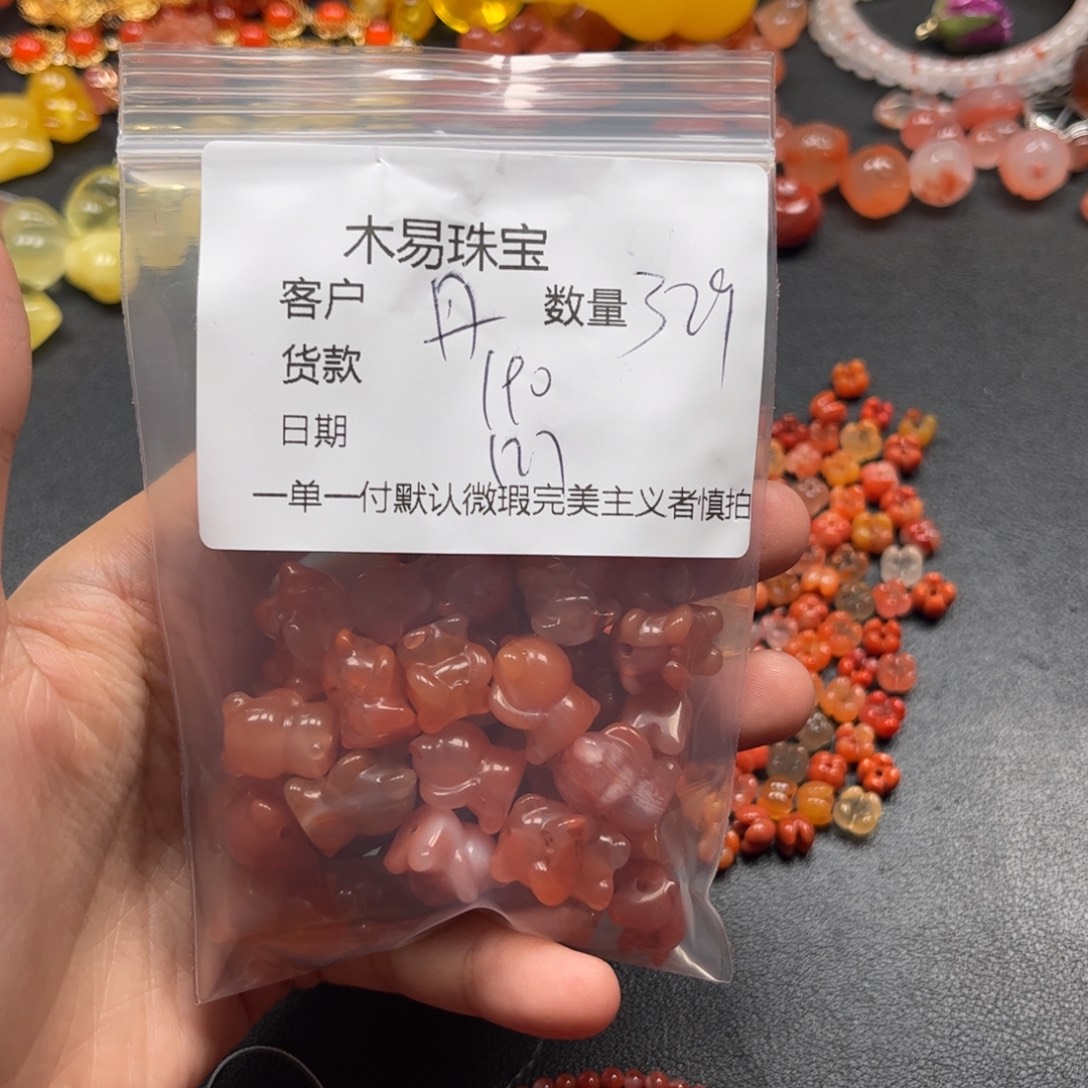 木易珠宝
客户 丹 数量 329
货款 190
日期 127
一单一付默认微瑕完美主义者慎拍